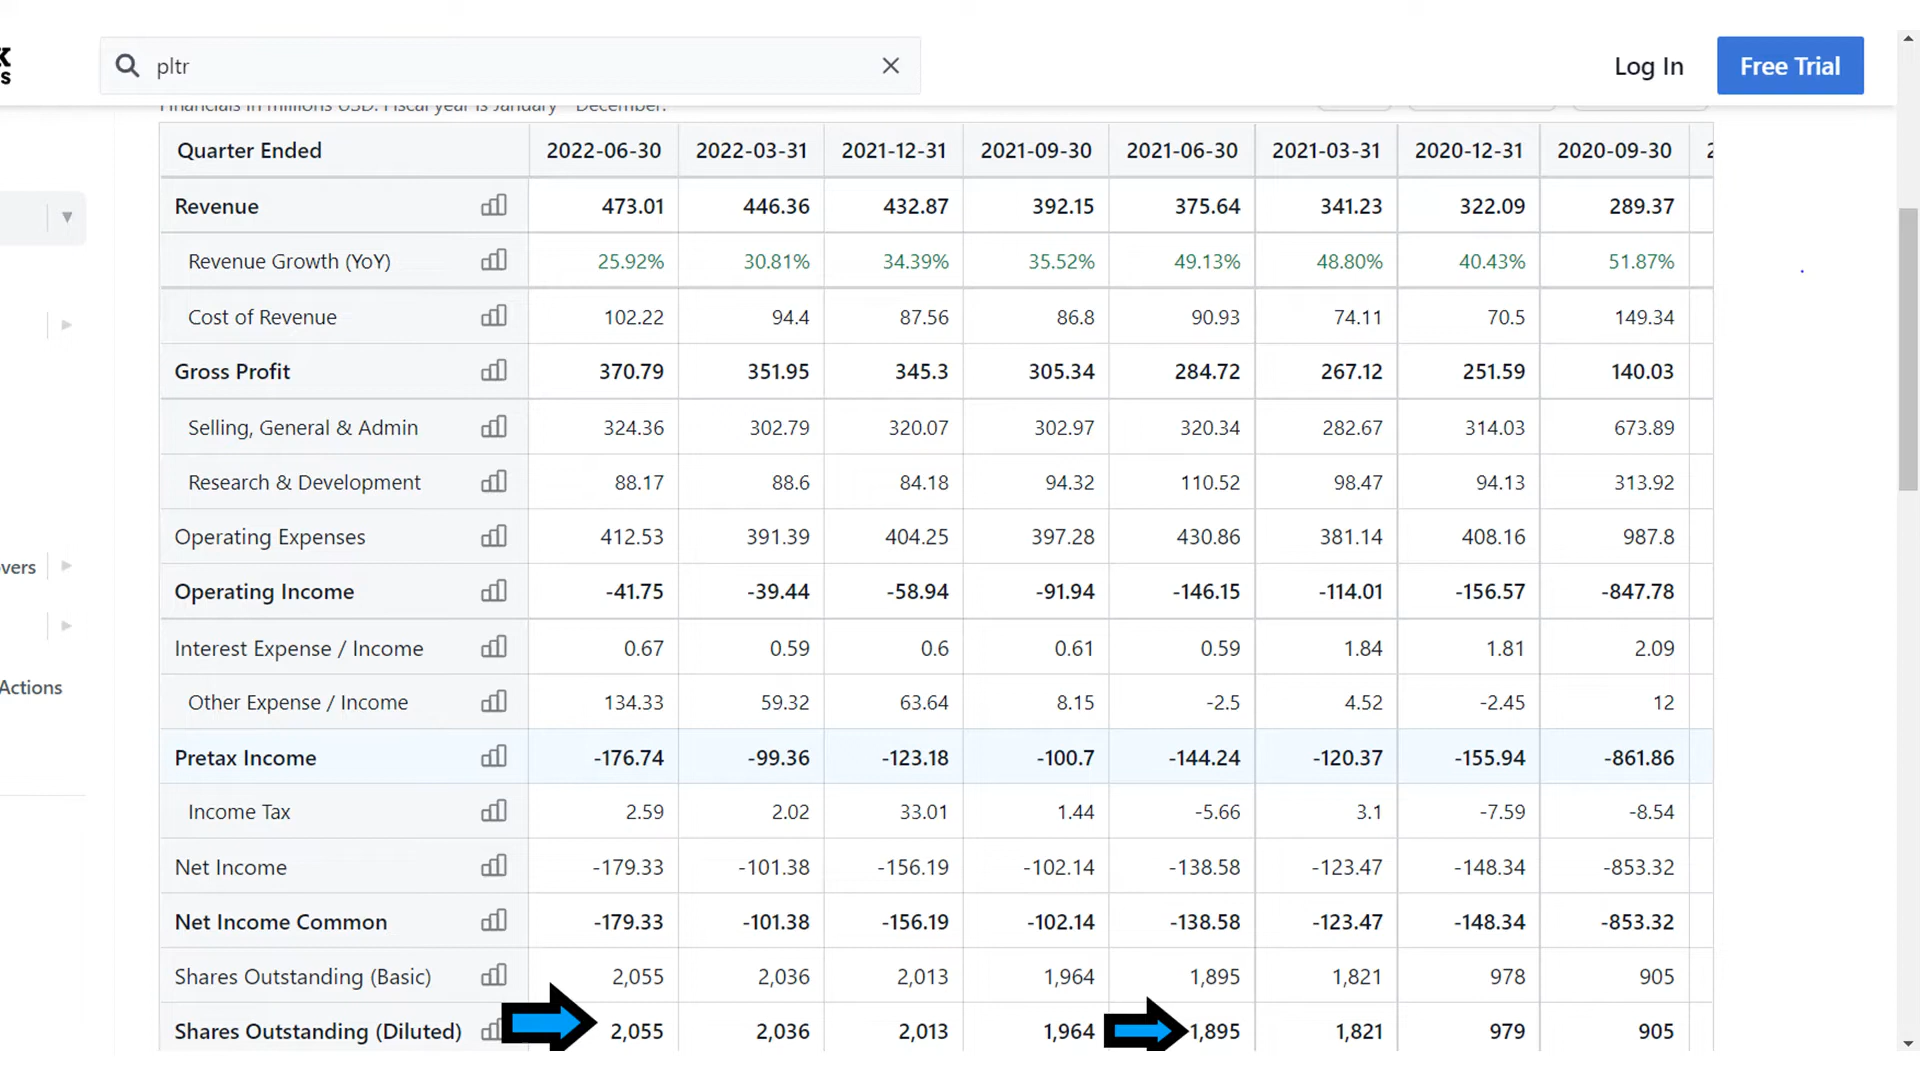 K
S
pltr
Log In
Free Trial
Financials in millions USD. Fiscal year is January - December.
Quarter Ended 2022-06-30 2022-03-31 2021-12-31 2021-09-30 2021-06-30 2021-03-31 2020-12-31 2020-09-30 2
Revenue 473.01 446.36 432.87 392.15 375.64 341.23 322.09 289.37
Revenue Growth (YoY) 25.92% 30.81% 34.39% 35.52% 49.13% 48.80% 40.43% 51.87%
Cost of Revenue 102.22 94.4 87.56 86.8 90.93 74.11 70.5 149.34
Gross Profit 370.79 351.95 345.3 305.34 284.72 267.12 251.59 140.03
Selling, General & Admin 324.36 302.79 320.07 302.97 320.34 282.67 314.03 673.89
Research & Development 88.17 88.6 84.18 94.32 110.52 98.47 94.13 313.92
Operating Expenses 412.53 391.39 404.25 397.28 430.86 381.14 408.16 987.8
vers
Operating Income -41.75 -39.44 -58.94 -91.94 -146.15 -114.01 -156.57 -847.78
Interest Expense / Income 0.67 0.59 0.6 0.61 0.59 1.84 1.81 2.09
Actions
Other Expense / Income 134.33 59.32 63.64 8.15 -2.5 4.52 -2.45 12
Pretax Income -176.74 -99.36 -123.18 -100.7 -144.24 -120.37 -155.94 -861.86
Income Tax 2.59 2.02 33.01 1.44 -5.66 3.1 -7.59 -8.54
Net Income -179.33 -101.38 -156.19 -102.14 -138.58 -123.47 -148.34 -853.32
Net Income Common -179.33 -101.38 -156.19 -102.14 -138.58 -123.47 -148.34 -853.32
Shares Outstanding (Basic) 2,055 2,036 2,013 1,964 1,895 1,821 978 905
Shares Outstanding (Diluted) 2,055 2,036 2,013 1,964 1,895 1,821 979 905